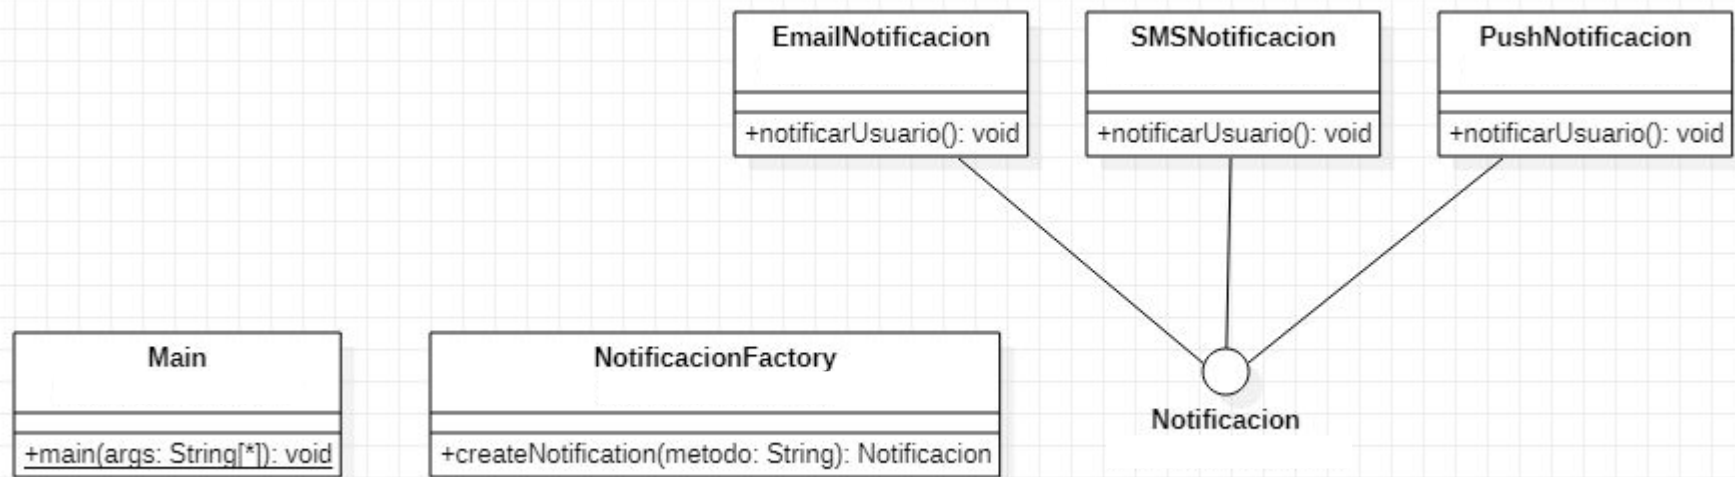 EmailNotificacion
+notificarUsuario(): void
SMSNotificacion
+notificarUsuario(): void
PushNotificacion
+notificarUsuario(): void
Main
+main(args: String[*]): void
NotificacionFactory
+createNotification(metodo: String): Notificacion
Notificacion